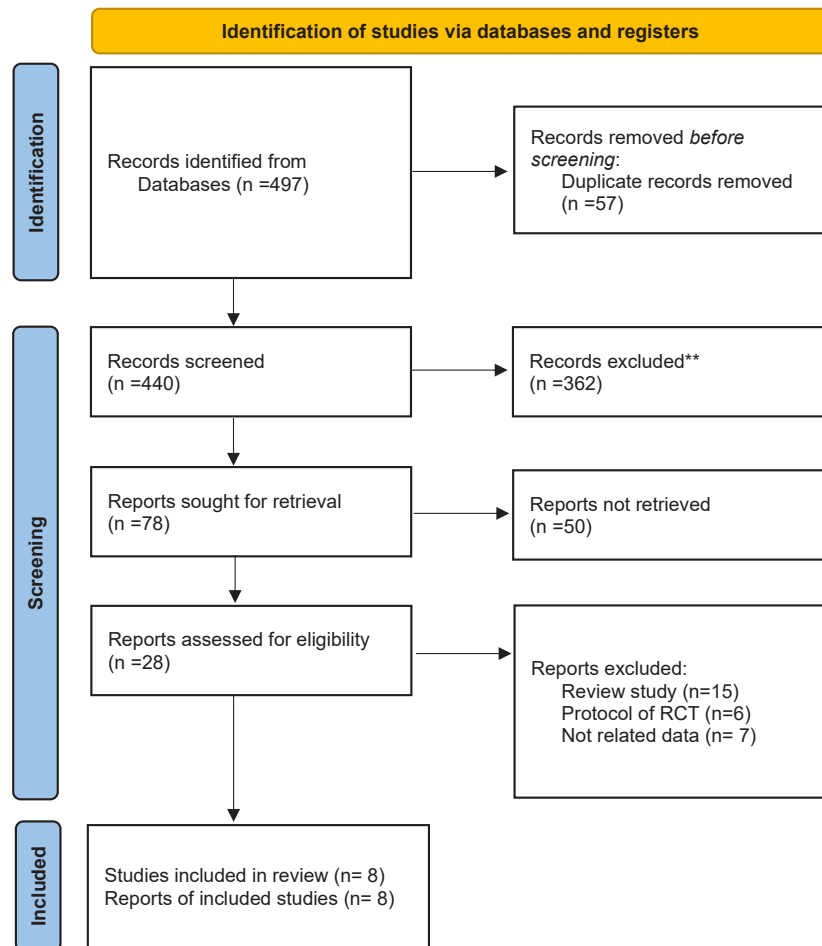 Identification of studies via databases and registers
Identification
Records identified from
Databases (n =497)
Records removed before
screening:
Duplicate records removed
(n =57)
Screening
Records screened
(n =440)
Records excluded**
(n =362)
Reports sought for retrieval
(n =78)
Reports not retrieved
(n =50)
Reports assessed for eligibility
(n =28)
Reports excluded:
Review study (n=15)
Protocol of RCT (n=6)
Not related data (n= 7)
Included
Studies included in review (n= 8)
Reports of included studies (n= 8)